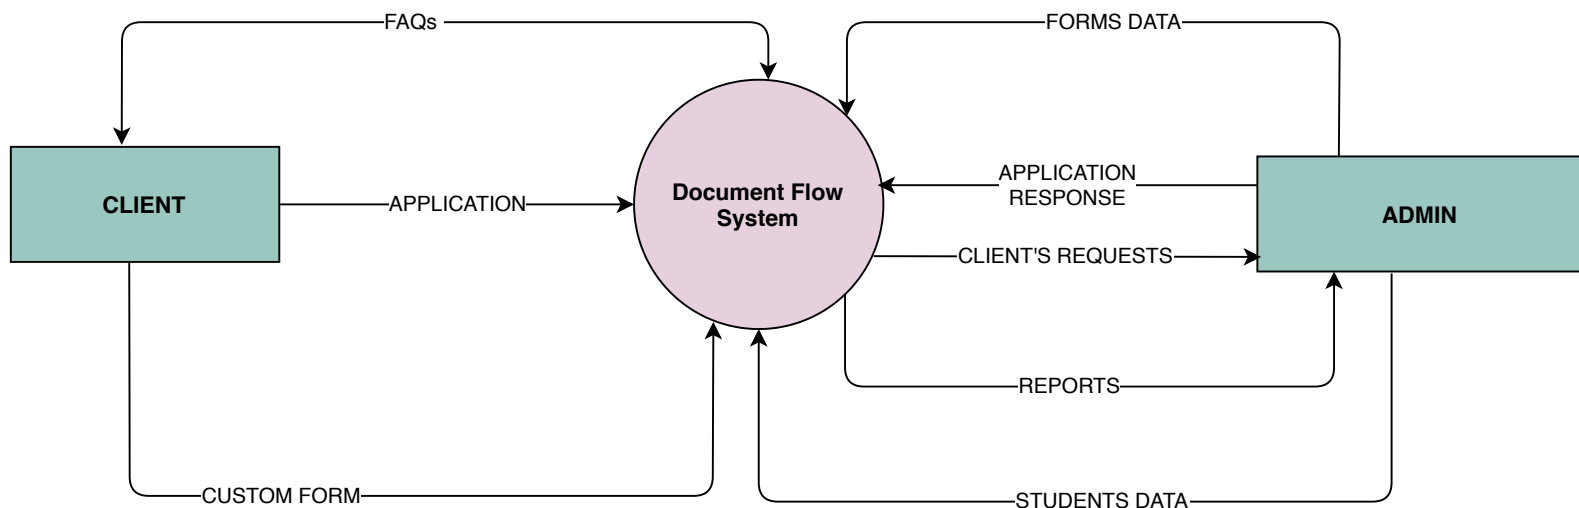 FAQs
FORMS DATA
CLIENT
APPLICATION
Document Flow
System
APPLICATION
RESPONSE
CLIENT'S REQUESTS
ADMIN
REPORTS
CUSTOM FORM
STUDENTS DATA